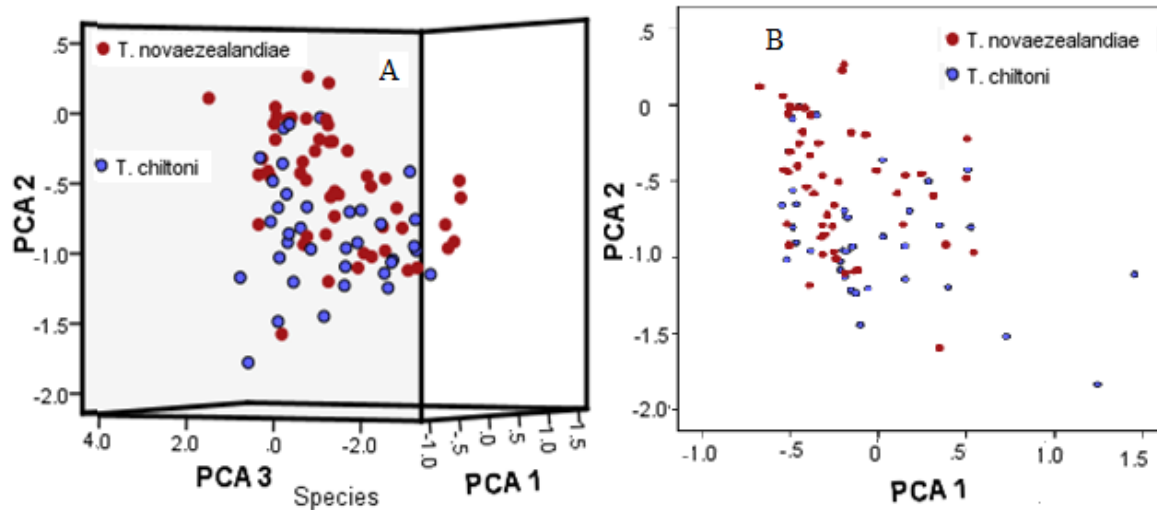 T. novaezealandiae
A
T. chiltoni
PCA 2
.5
.0
-.5
-1.0
-1.5
-2.0
4.0 2.0 .0 -2.0
PCA 3
Species
-1.0 -.5 .0 .5 1.0 1.5
PCA 1
B
T. novaezealandiae
T. chiltoni
PCA 2
.5
0
-.5
-1.0
-1.5
-2.0
-1.0 -.5 0 .5 1.0 1.5
PCA 1